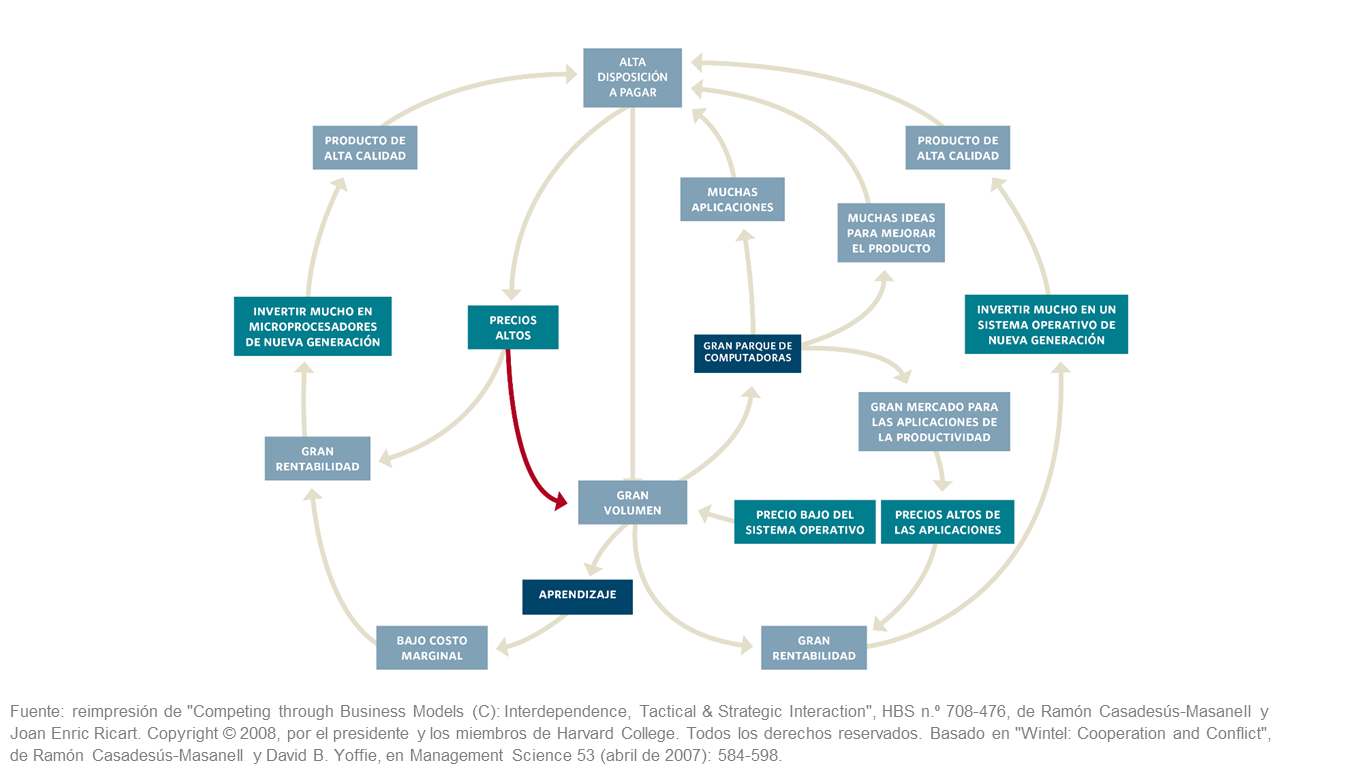 ALTA
DISPOSICIÓN
A PAGAR
PRODUCTO DE
ALTA CALIDAD
PRODUCTO DE
ALTA CALIDAD
MUCHAS
APLICACIONES
MUCHAS IDEAS
PARA MEJORAR
EL PRODUCTO
INVERTIR MUCHO EN
MICROPROCESADORES
DE NUEVA GENERACIÓN
PRECIOS
ALTOS
GRAN PARQUE DE
COMPUTADORAS
INVERTIR MUCHO EN UN
SISTEMA OPERATIVO DE
NUEVA GENERACIÓN
GRAN MERCADO PARA
LAS APLICACIONES DE
LA PRODUCTIVIDAD
GRAN
RENTABILIDAD
GRAN
VOLUMEN
PRECIO BAJO DEL
SISTEMA OPERATIVO
PRECIOS ALTOS DE
LAS APLICACIONES
APRENDIZAJE
BAJO COSTO
MARGINAL
GRAN
RENTABILIDAD
Fuente: reimpresión de "Competing through Business Models (C): Interdependence, Tactical & Strategic Interaction", HBS n.º 708-476, de Ramón Casadesús-Masanell y
Joan Enric Ricart. Copyright © 2008, por el presidente y los miembros de Harvard College. Todos los derechos reservados. Basado en "Wintel: Cooperation and Conflict",
de Ramón Casadesús-Masanell y David B. Yoffie, en Management Science 53 (abril de 2007): 584-598.